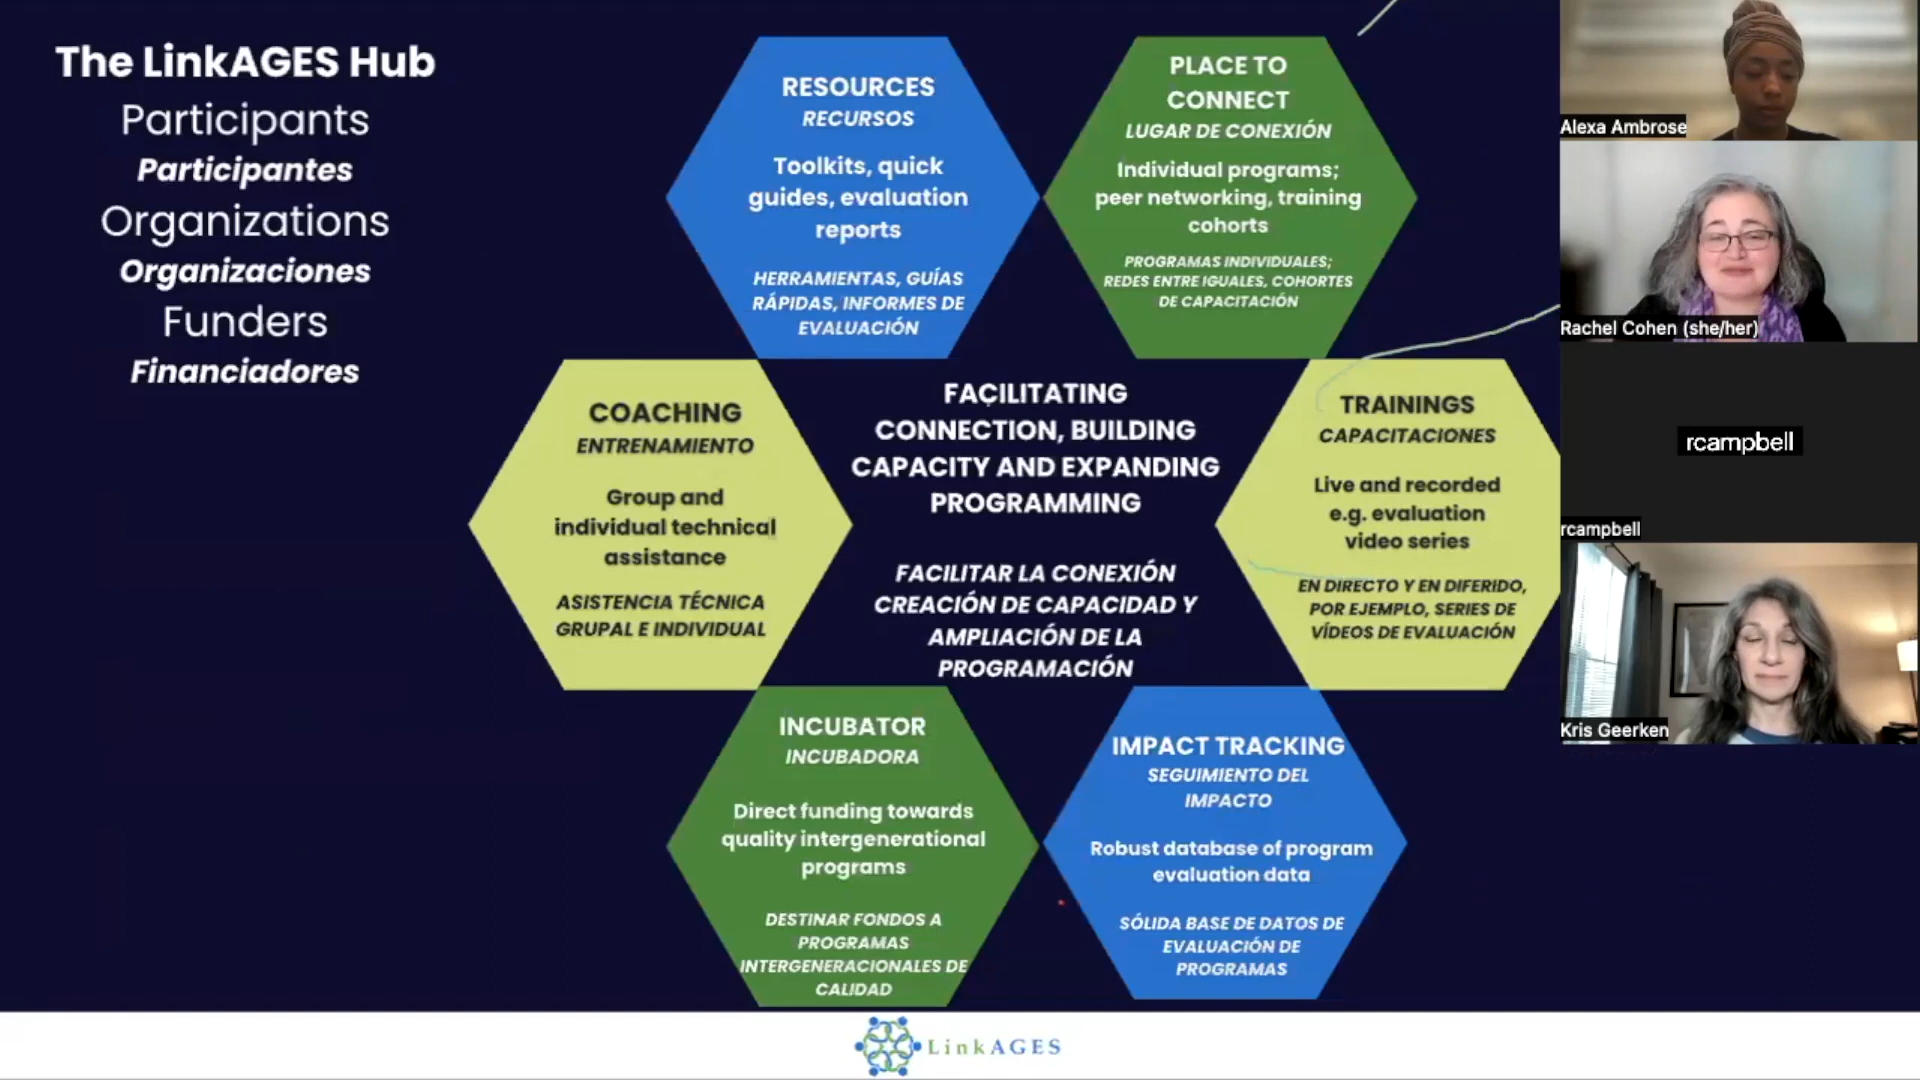 The LinkAGES Hub
Participants
Participantes
Organizations
Organizaciones
Funders
Financiadores
RESOURCES
RECURSOS
Toolkits, quick
guides, evaluation
reports
HERRAMIENTAS, GUÍAS
RÁPIDAS, INFORMES DE
EVALUACIÓN
PLACE TO
CONNECT
LUGAR DE CONEXIÓN
Individual programs;
peer networking, training
cohorts
PROGRAMAS INDIVIDUALES;
REDES ENTRE IGUALES, COHORTES
DE CAPACITACIÓN
COACHING
ENTRENAMIENTO
Group and
individual technical
assistance
ASISTENCIA TÉCNICA
GRUPAL E INDIVIDUAL
FACILITATING
CONNECTION, BUILDING
CAPACITY AND EXPANDING
PROGRAMMING
FACILITAR LA CONEXIÓN
CREACIÓN DE CAPACIDAD Y
AMPLIACIÓN DE LA
PROGRAMACIÓN
TRAININGS
CAPACITACIONES
Live and recorded
e.g. evaluation
video series
EN DIRECTO Y EN DIFERIDO,
POR EJEMPLO, SERIES DE
VÍDEOS DE EVALUACIÓN
INCUBATOR
INCUBADORA
Direct funding towards
quality intergenerational
programs
DESTINAR FONDOS A
PROGRAMAS
INTERGENERACIONALES DE
CALIDAD
IMPACT TRACKING
SEGUIMIENTO DEL
IMPACTO
Robust database of program
evaluation data
SÓLIDA BASE DE DATOS DE
EVALUACIÓN DE
PROGRAMAS
LinkAGES
Alexa Ambrose
Rachel Cohen (she/her)
rcampbell
rcampbell
Kris Geerken